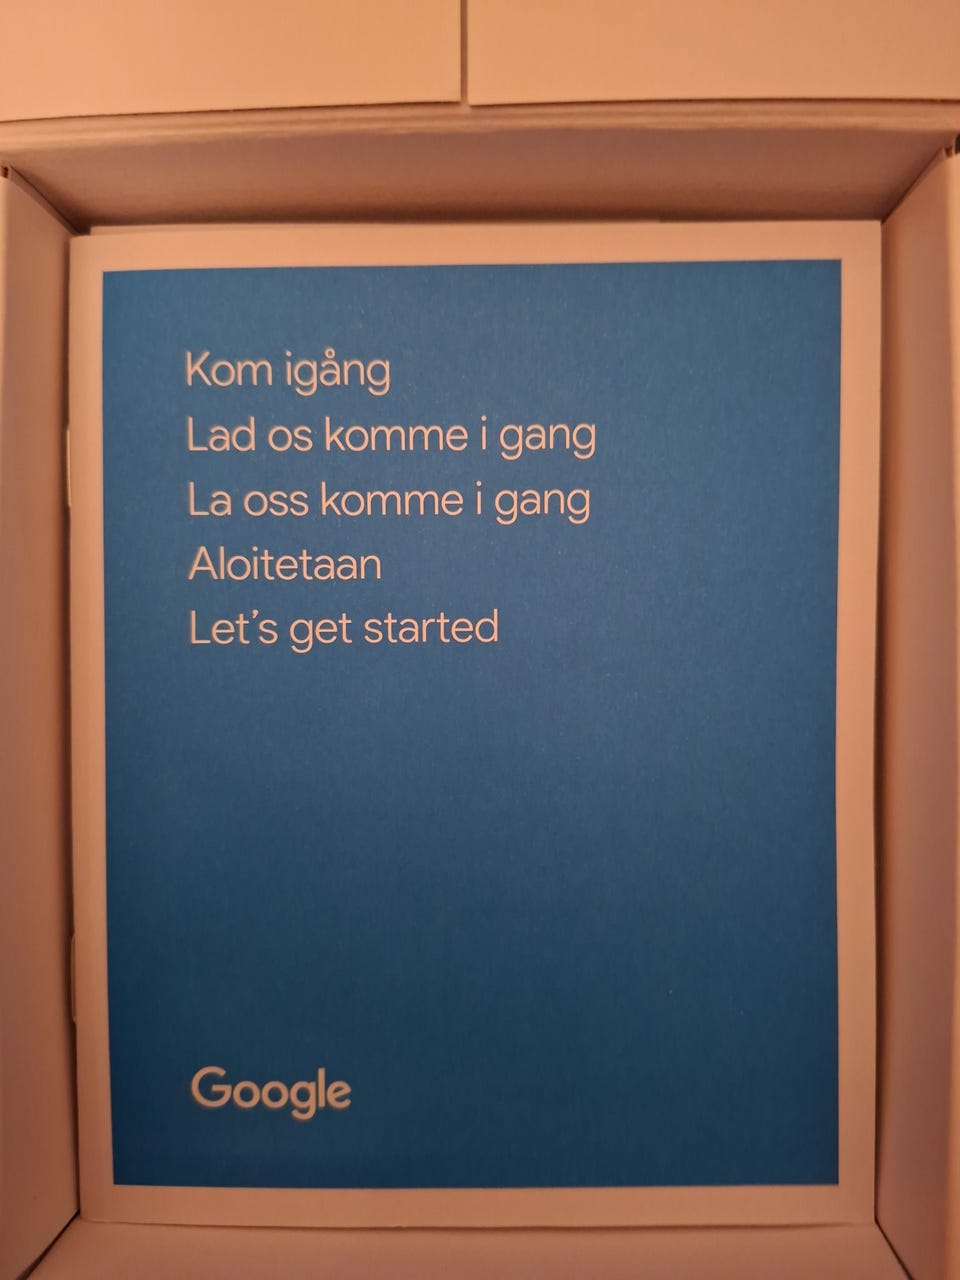 Kom igång
Lad os komme i gang
La oss komme i gang
Aloitetaan
Let's get started
Google